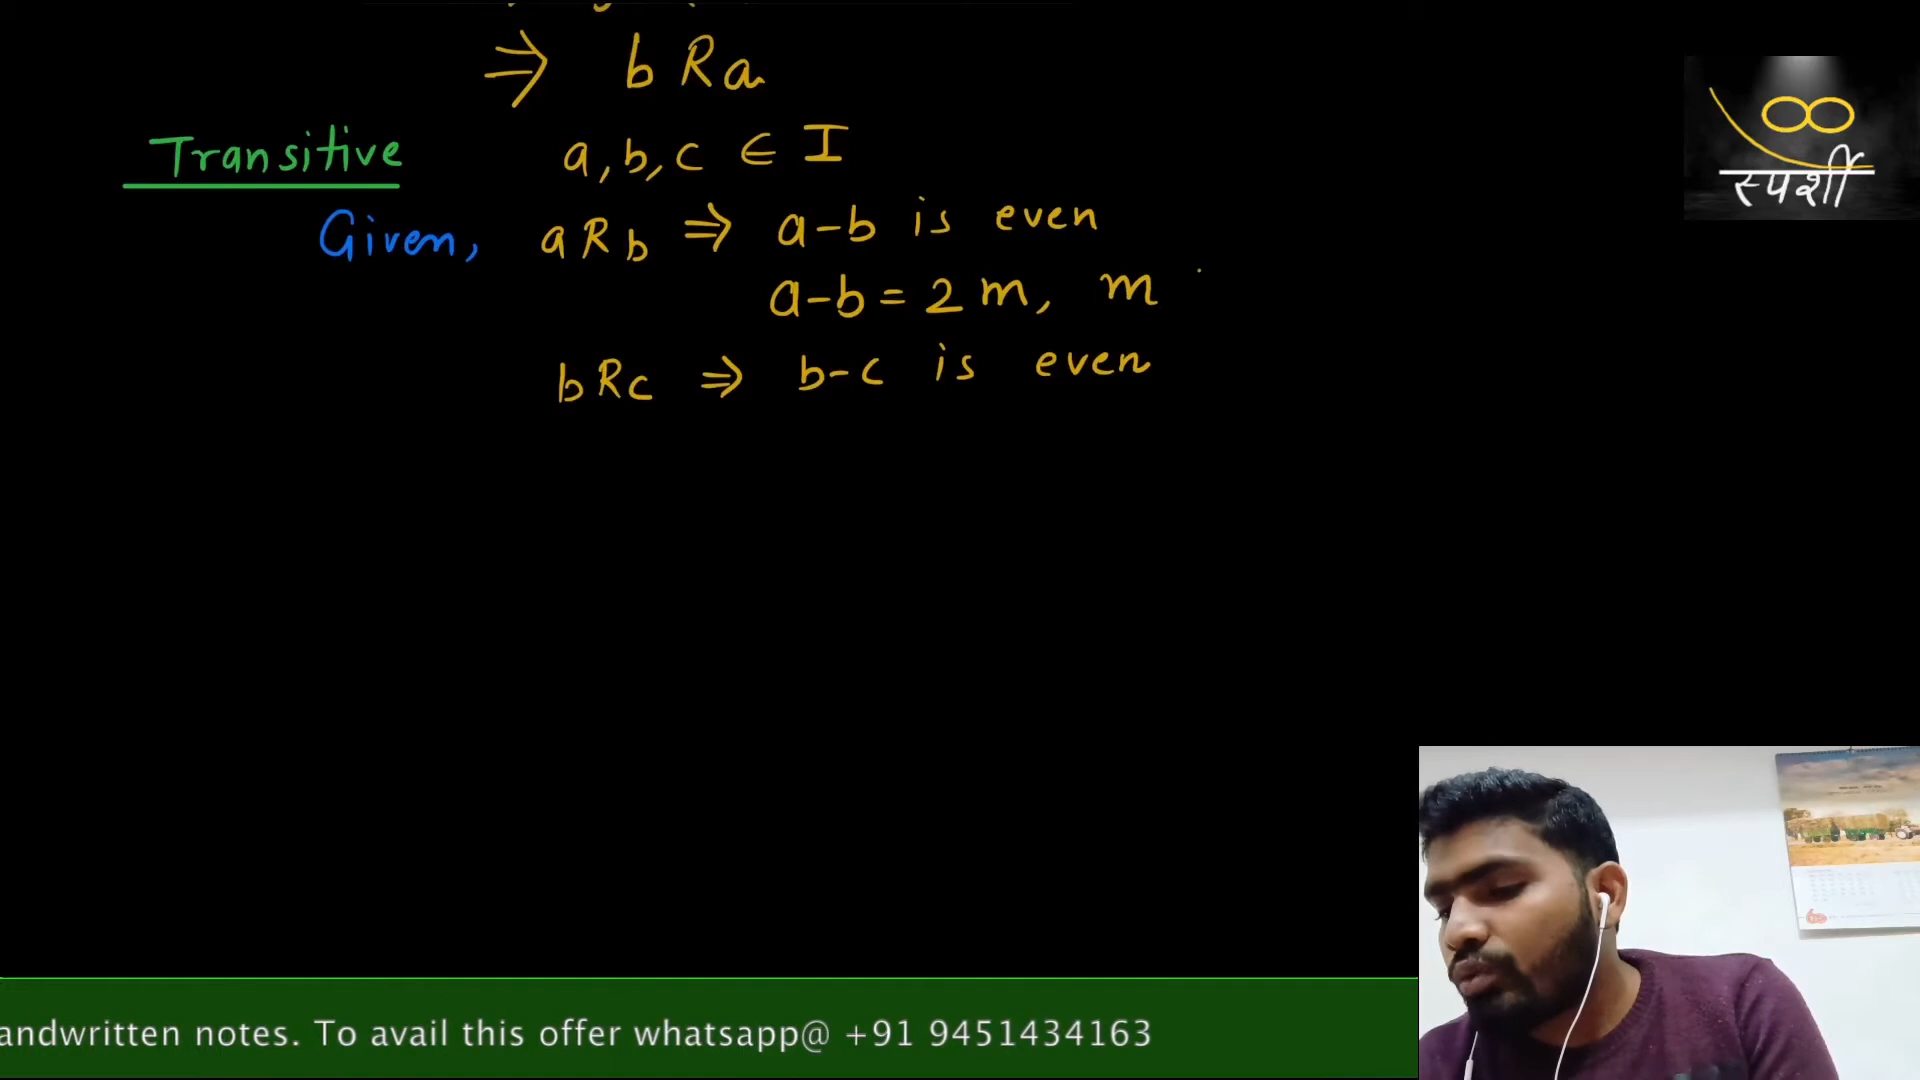 ⇒ b R a
Transitive a, b, c ∈ I
Given, a R b ⇒ a-b is even
a-b = 2m, m
b R c ⇒ b-c is even
andwritten notes. To avail this offer whatsapp@ +91 9451434163
स्पर्शी